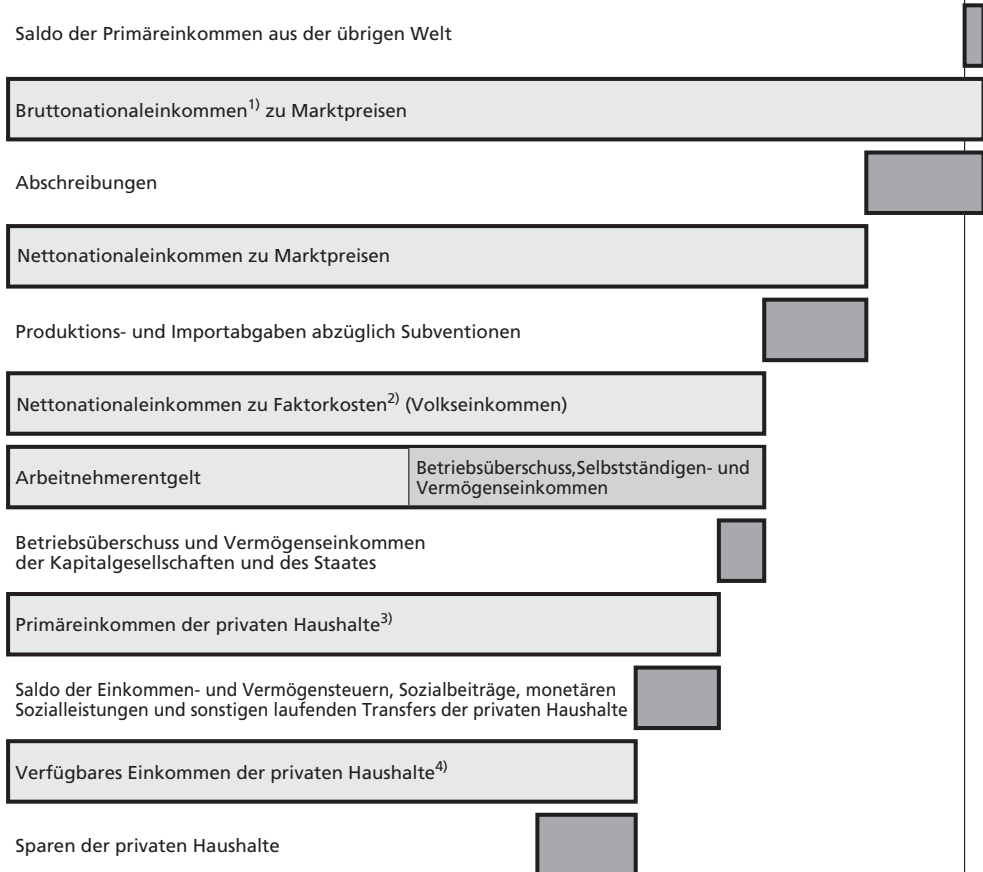 Saldo der Primäreinkommen aus der übrigen Welt
Bruttonationaleinkommen1) zu Marktpreisen
Abschreibungen
Nettonationaleinkommen zu Marktpreisen
Produktions- und Importabgaben abzüglich Subventionen
Nettonationaleinkommen zu Faktorkosten2) (Volkseinkommen)
Arbeitnehmerentgelt
Betriebsüberschuss,Selbstständigen- und
Vermögenseinkommen
Betriebsüberschuss und Vermögenseinkommen
der Kapitalgesellschaften und des Staates
Primäreinkommen der privaten Haushalte3)
Saldo der Einkommen- und Vermögensteuern, Sozialbeiträge, monetären
Sozialleistungen und sonstigen laufenden Transfers der privaten Haushalte
Verfügbares Einkommen der privaten Haushalte4)
Sparen der privaten Haushalte